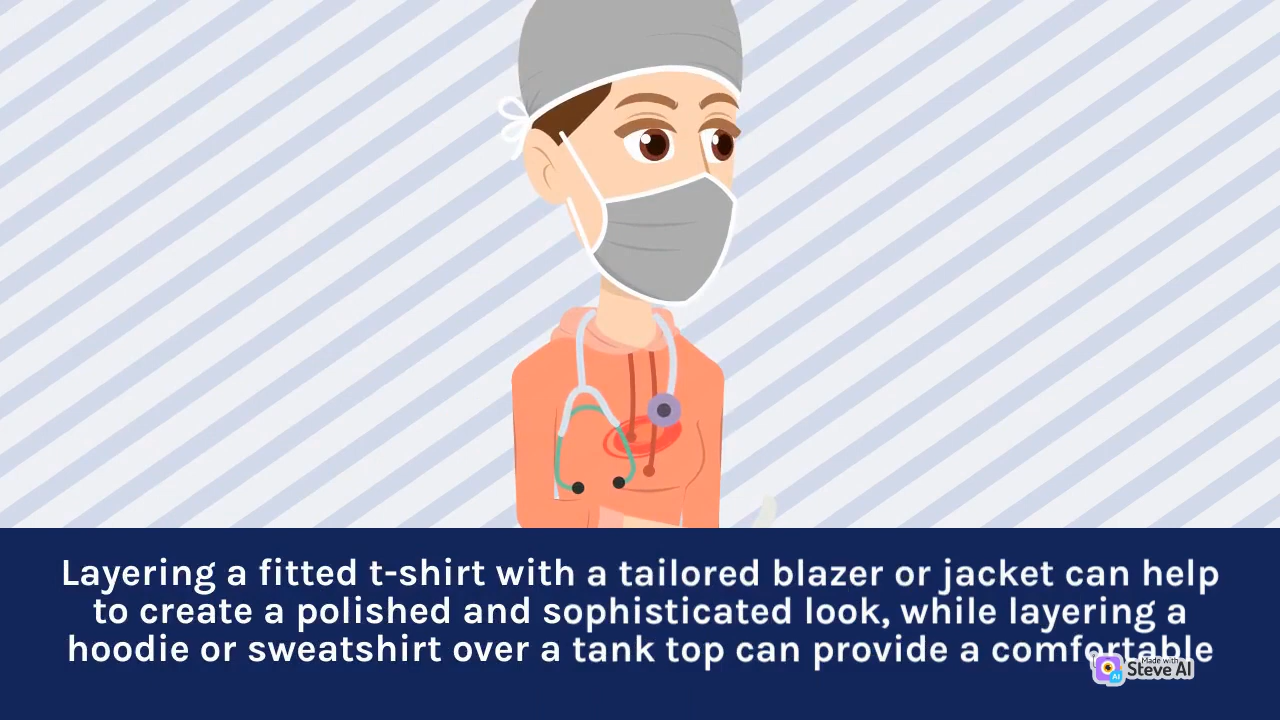 Layering a fitted t-shirt with a tailored blazer or jacket can help
to create a polished and sophisticated look, while layering a
hoodie or sweatshirt over a tank top can provide a comfortable
Made with
Steve AI
AI